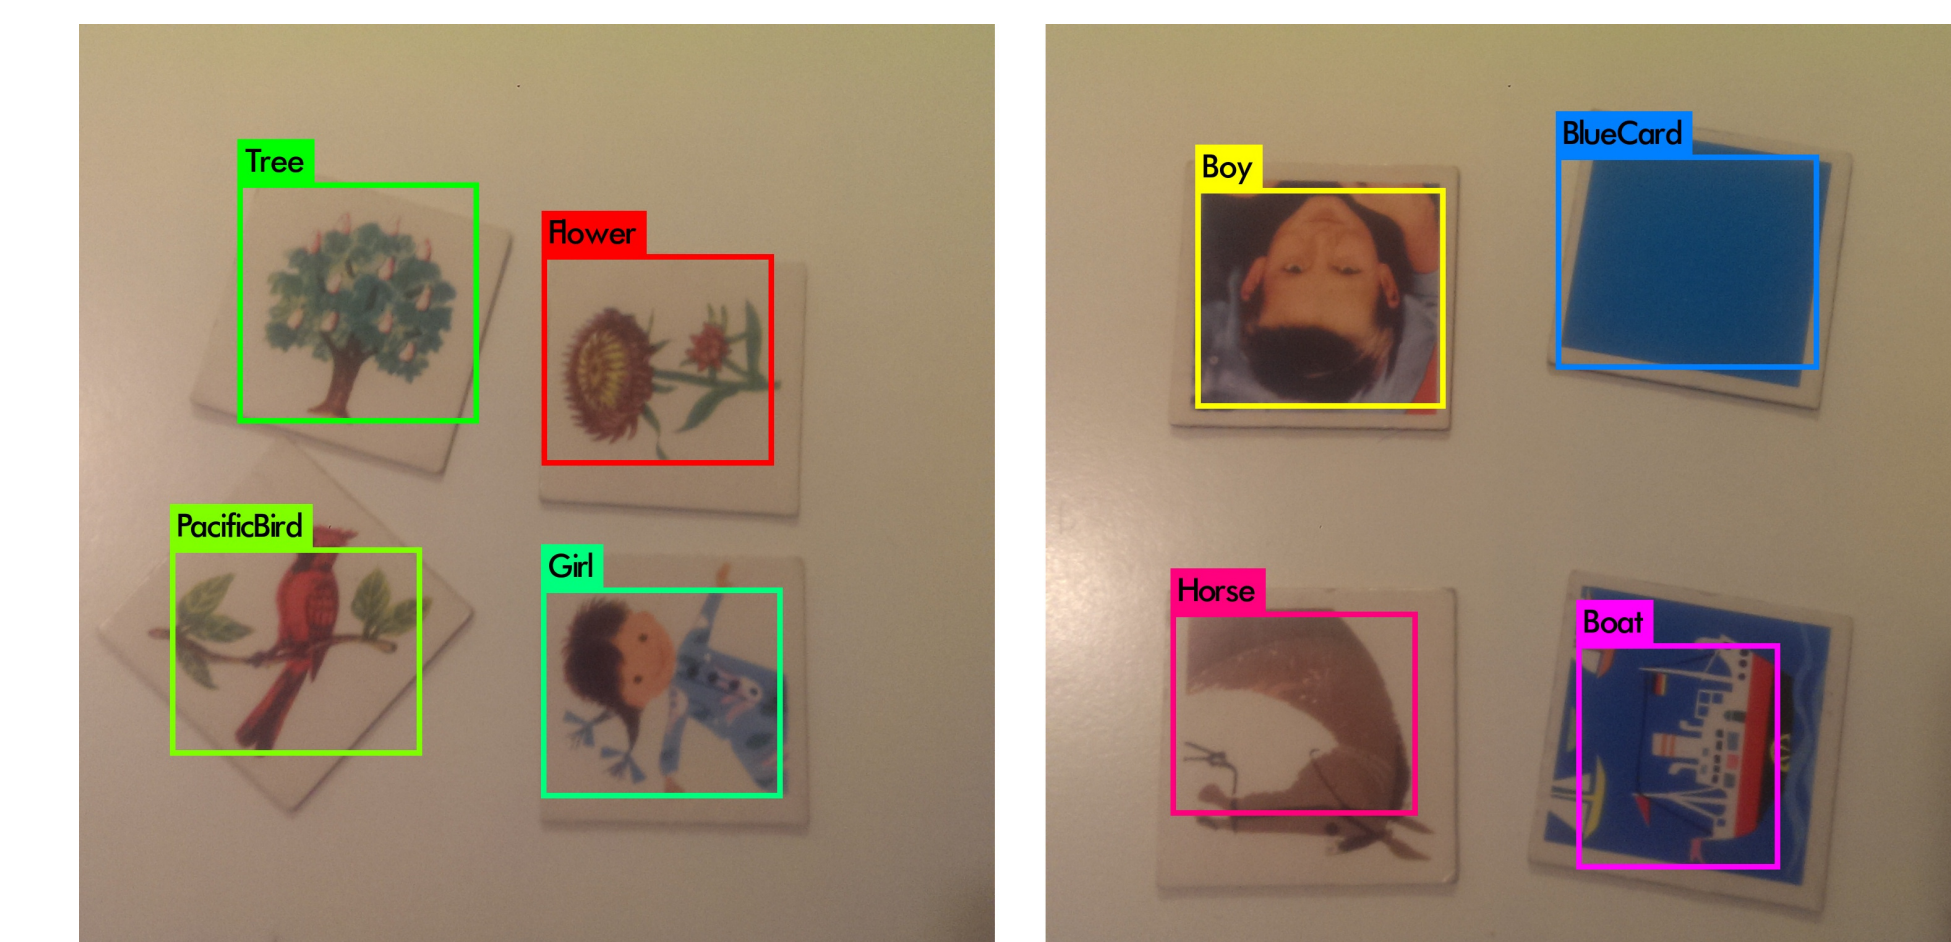 Tree
Flower
PacificBird
Girl
Boy
BlueCard
Horse
Boat